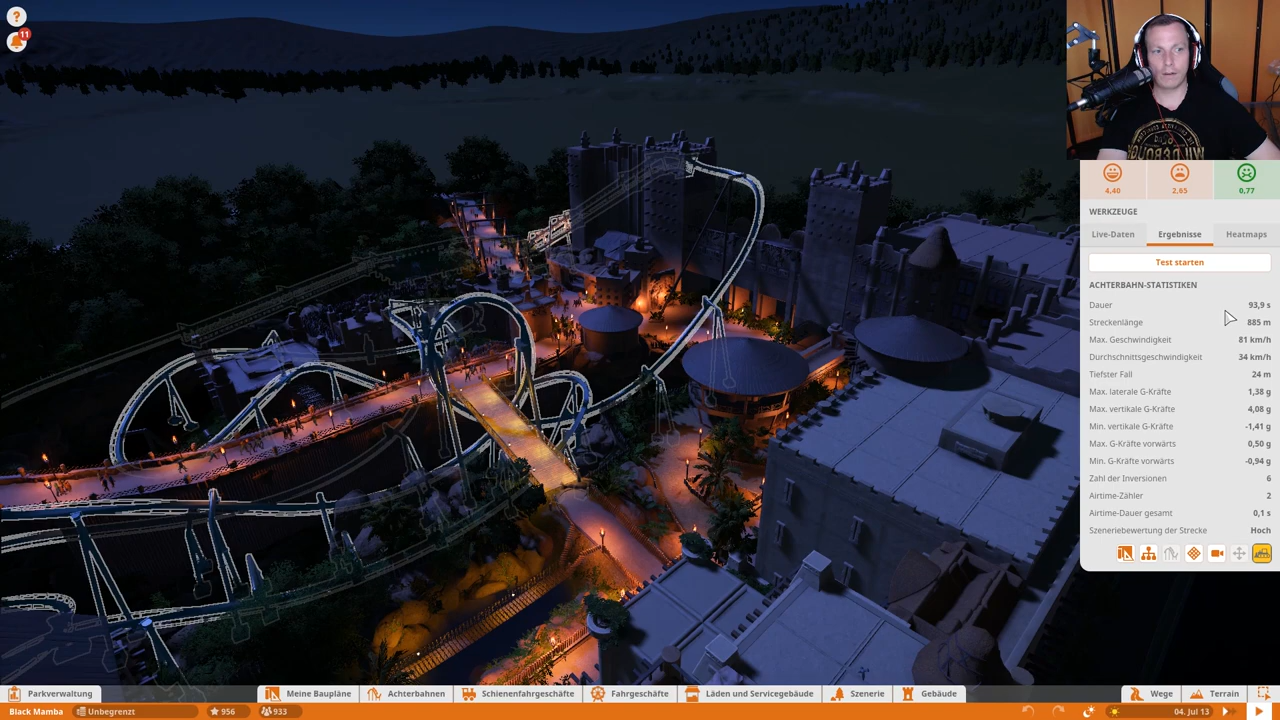 ?
11
4,40 2,65 0,77
WERKZEUGE
Live-Daten Ergebnisse Heatmaps
Test starten
ACHTERBAHN-STATISTIKEN
Dauer 93,9 s
Streckenlänge 885 m
Max. Geschwindigkeit 81 km/h
Durchschnittsgeschwindigkeit 34 km/h
Tiefster Fall 24 m
Max. laterale G-Kräfte 1,38 g
Max. vertikale G-Kräfte 4,08 g
Min. vertikale G-Kräfte -1,41 g
Max. G-Kräfte vorwärts 0,50 g
Min. G-Kräfte vorwärts -0,94 g
Zahl der Inversionen 6
Airtime-Zähler 2
Airtime-Dauer gesamt 0,1 s
Szeneriebewertung der Strecke Hoch
Parkverwaltung Meine Baupläne Achterbahnen Schienenfahrgeschäfte Fahrgeschäfte Läden und Servicegebäude Szenerie Gebäude Wege Terrain
Black Mamba Unbegrenzt 956 933 04. Jul 13